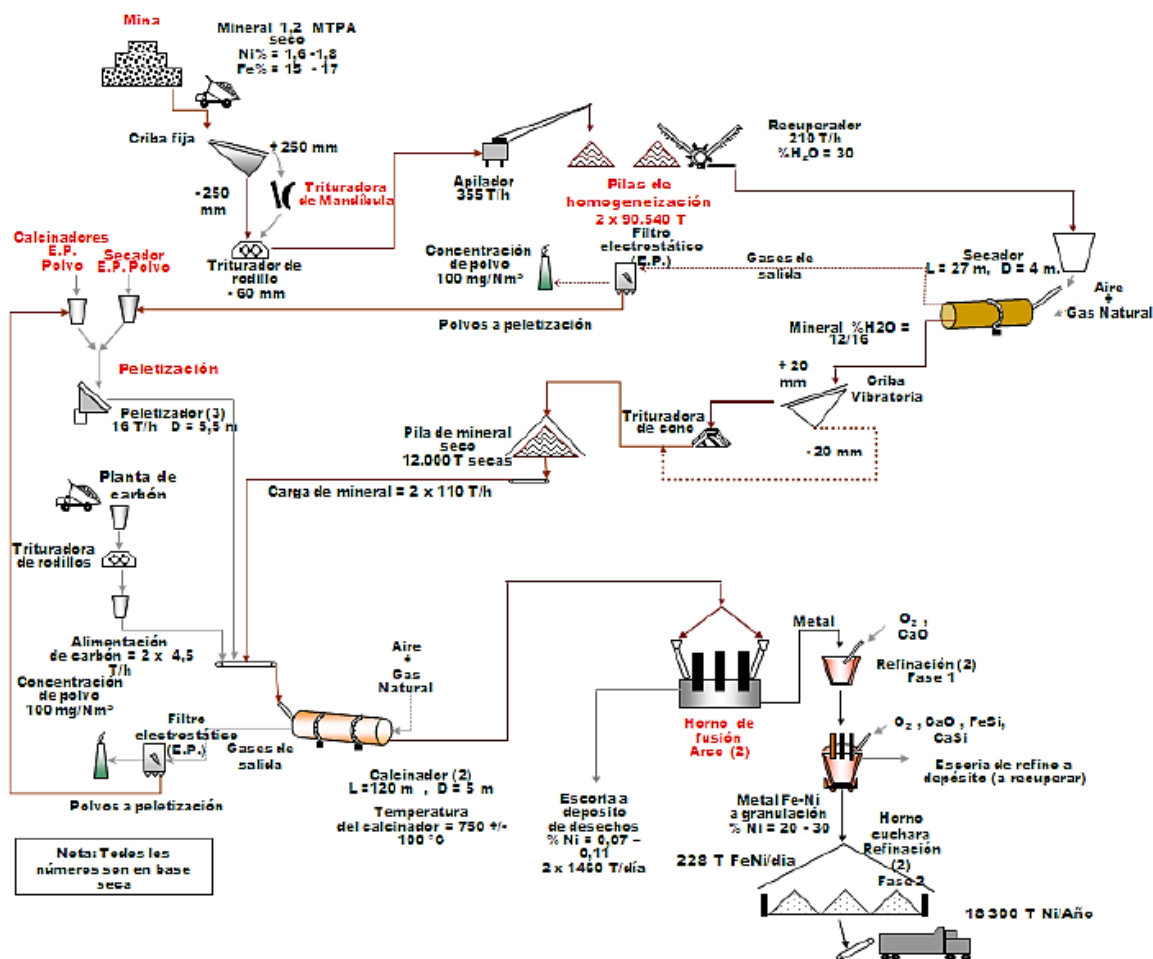 Mina
Mineral 1,2 MTPA
seco
Ni% = 1,6 -1,8
Fe% = 15 - 17
Criba fija
+ 250 mm
- 250
mm
Trituradora
de Mandíbula
Triturador de
rodillo
- 60 mm
Apilador
355 T/h
Pilas de
homogeneización
2 x 90.540 T
Recuperador
210 T/h
%H2O = 30
Calcinadores
E.P.
Polvo
Secador
E.P. Polvo
Concentración
de polvo
100 mg/Nm³
Filtro
electrostático
(E.P.)
Gases de
salida
Secador
L = 27 m, D = 4 m.
Aire
+
Gas Natural
Polvos a peletización
Mineral %H2O =
12/16
Peletización
Peletizador (3)
16 T/h D = 5,5 m
+ 20
mm
Criba
Vibratoria
Trituradora
de cono
- 20 mm
Pila de mineral
seco
12.000 T secas
Carga de mineral = 2 x 110 T/h
Planta de
carbón
Trituradora
de rodillos
Alimentación
de carbón = 2 x 4,5
T/h
Concentración
de polvo
100 mg/Nm³
Filtro
electrostático
(E.P.)
Gases de
salida
Aire
+
Gas
Natural
Polvos a peletización
Calcinador (2)
L =120 m , D = 5 m
Temperatura
del calcinador = 750 +/-
100 °C
Horno de
fusión
Arco (2)
Metal
O2 ,
CaO
Refinación (2)
Fase 1
O2 , CaO , FeSi,
CaSi
Escoria de refino a
depósito (a recuperar)
Escoria a
deposito
de desechos
% Ni = 0,07 –
0,11
2 x 1460 T/día
Metal Fe-Ni
a granulación
% Ni = 20 - 30
Horno
cuchara
Refinación
(2)
Fase 2
228 T FeNi/dia
18 300 T Ni/Año
Nota: Todos los
números son en base
seca